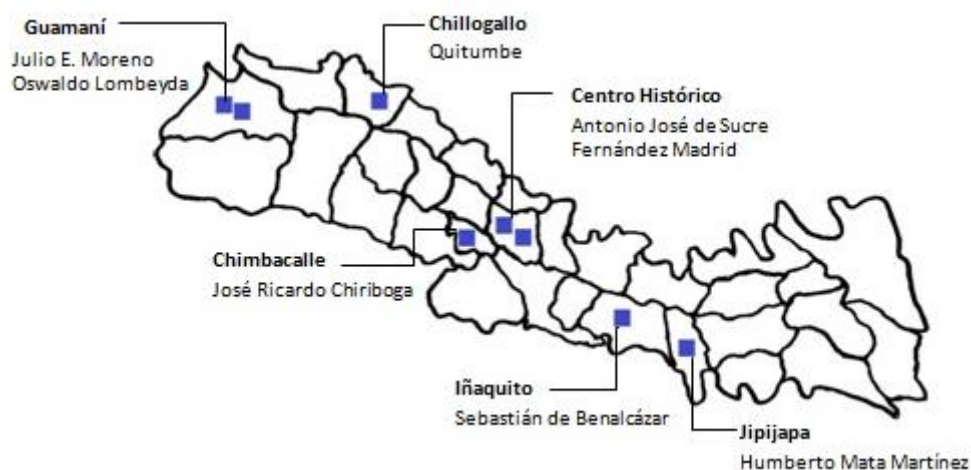 Guamaní
Julio E. Moreno
Oswaldo Lombeyda
Chillogallo
Quitumbe
Centro Histórico
Antonio José de Sucre
Fernández Madrid
Chimbacalle
José Ricardo Chiriboga
Iñaquito
Sebastián de Benalcázar
Jipijapa
Humberto Mata Martínez